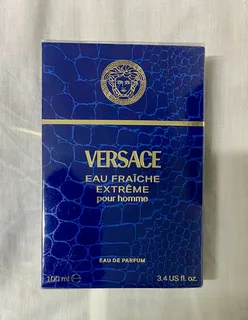 VERSACE
EAU FRAÎCHE
EXTRÊME
pour homme
EAU DE PARFUM
100 ml ℮ 3.4 US fl. oz.